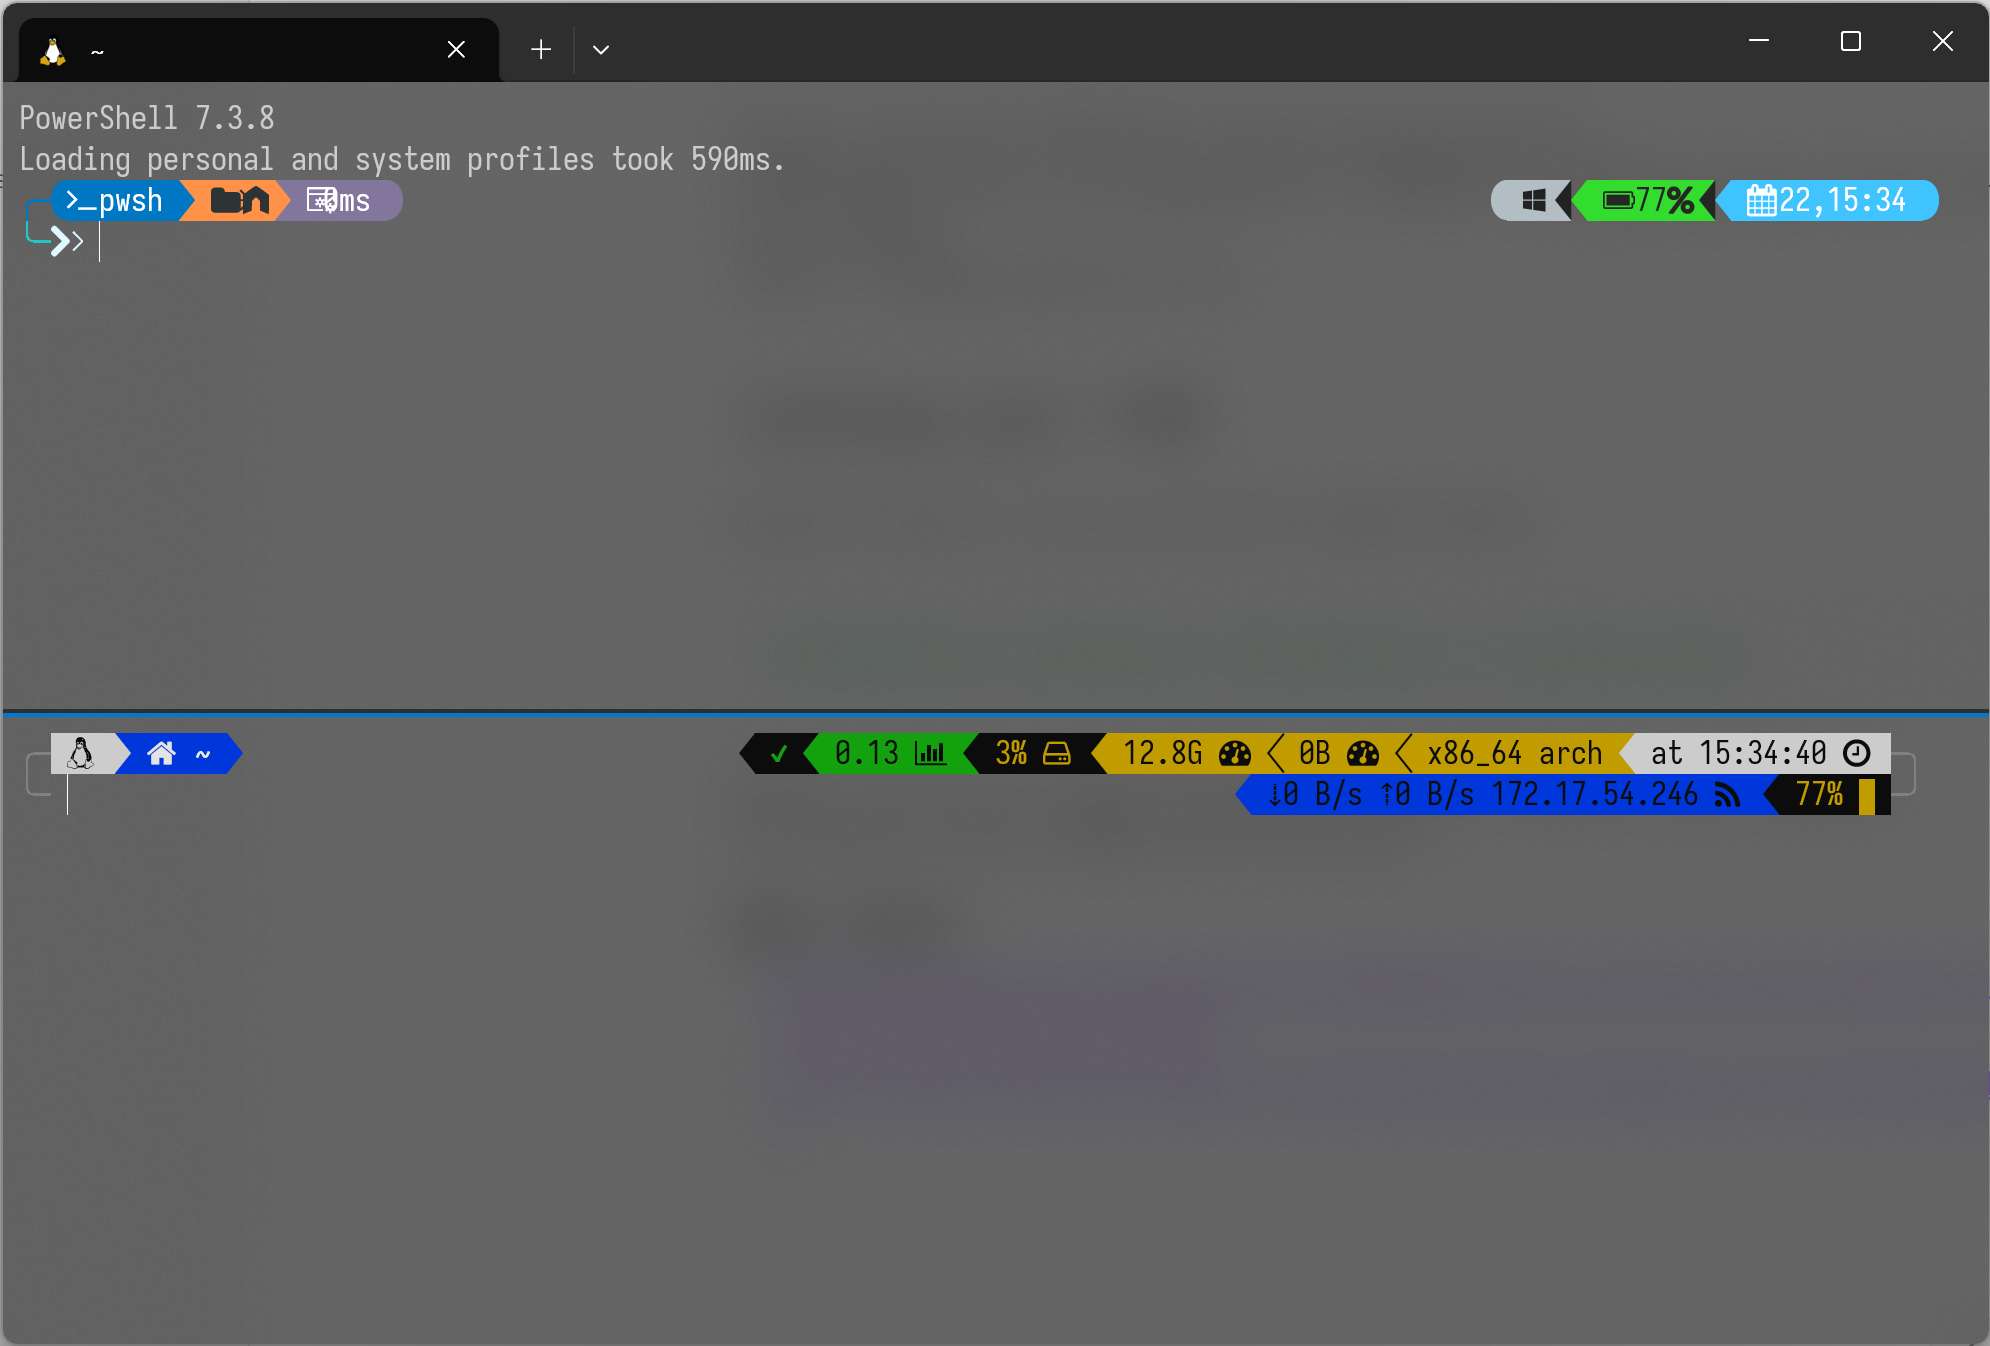 ~
PowerShell 7.3.8
Loading personal and system profiles took 590ms.
>_pwsh 0ms 77% 22,15:34
~ ✓ 0.13 3% 12.8G 0B x86_64 arch at 15:34:40
↓0 B/s ↑0 B/s 172.17.54.246 77%